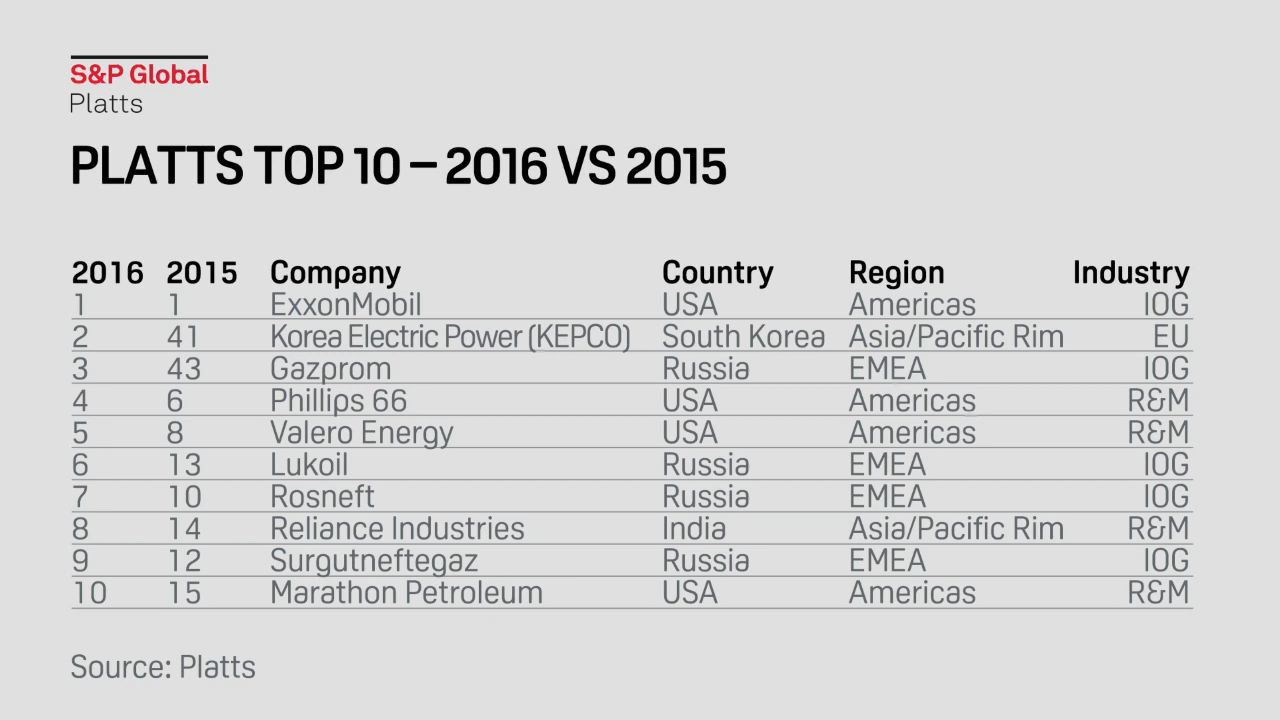 S&P Global
Platts
PLATTS TOP 10 – 2016 VS 2015
2016 2015 Company Country Region Industry
1 1 ExxonMobil USA Americas IOG
2 41 Korea Electric Power (KEPCO) South Korea Asia/Pacific Rim EU
3 43 Gazprom Russia EMEA IOG
4 6 Phillips 66 USA Americas R&M
5 8 Valero Energy USA Americas R&M
6 13 Lukoil Russia EMEA IOG
7 10 Rosneft Russia EMEA IOG
8 14 Reliance Industries India Asia/Pacific Rim R&M
9 12 Surgutneftegaz Russia EMEA IOG
10 15 Marathon Petroleum USA Americas R&M
Source: Platts